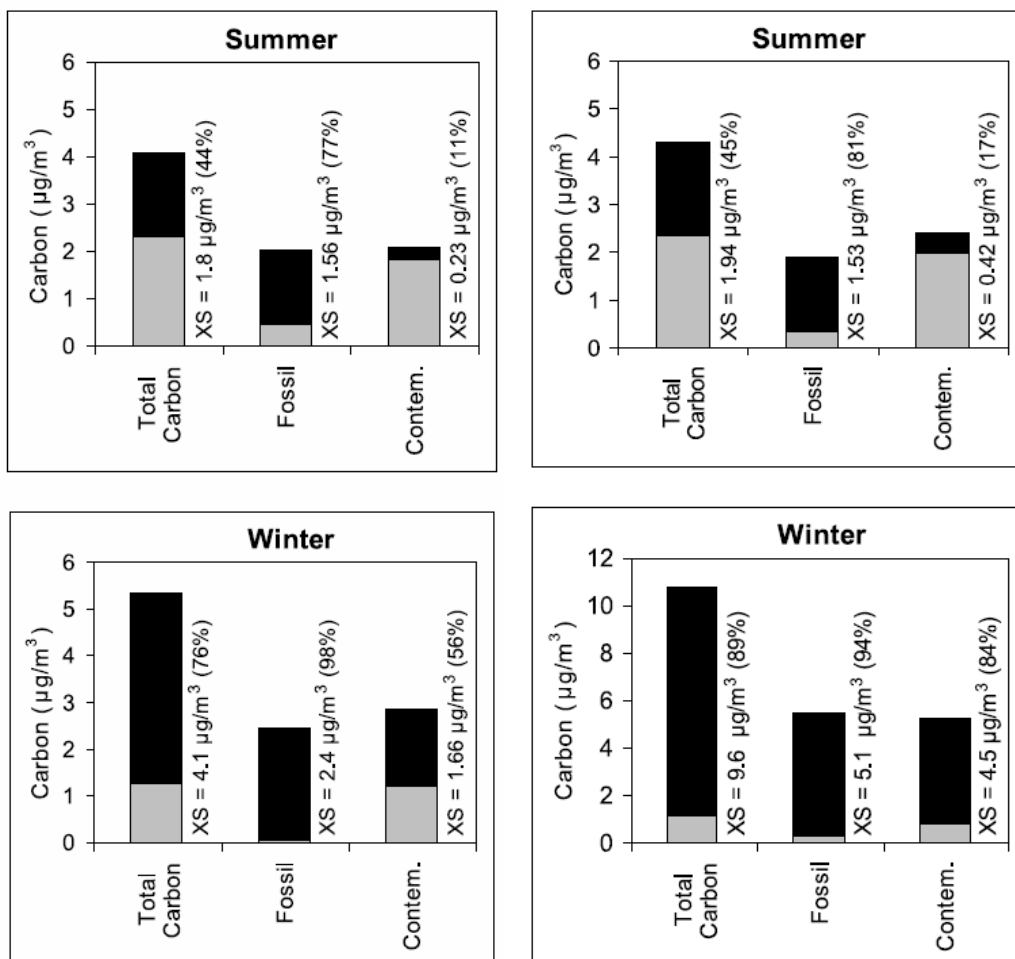 Summer
Carbon ( µg/m³ )
6
5
4
3
2
1
0
XS = 1.8 µg/m³ (44%)
XS = 1.56 µg/m³ (77%)
XS = 0.23 µg/m³ (11%)
Total
Carbon
Fossil
Contem.
Summer
Carbon ( µg/m³ )
6
5
4
3
2
1
0
XS = 1.94 µg/m³ (45%)
XS = 1.53 µg/m³ (81%)
XS = 0.42 µg/m³ (17%)
Total
Carbon
Fossil
Contem.
Winter
Carbon ( µg/m³ )
6
5
4
3
2
1
0
XS = 4.1 µg/m³ (76%)
XS = 2.4 µg/m³ (98%)
XS = 1.66 µg/m³ (56%)
Total
Carbon
Fossil
Contem.
Winter
Carbon ( µg/m³ )
12
10
8
6
4
2
0
XS = 9.6 µg/m³ (89%)
XS = 5.1 µg/m³ (94%)
XS = 4.5 µg/m³ (84%)
Total
Carbon
Fossil
Contem.